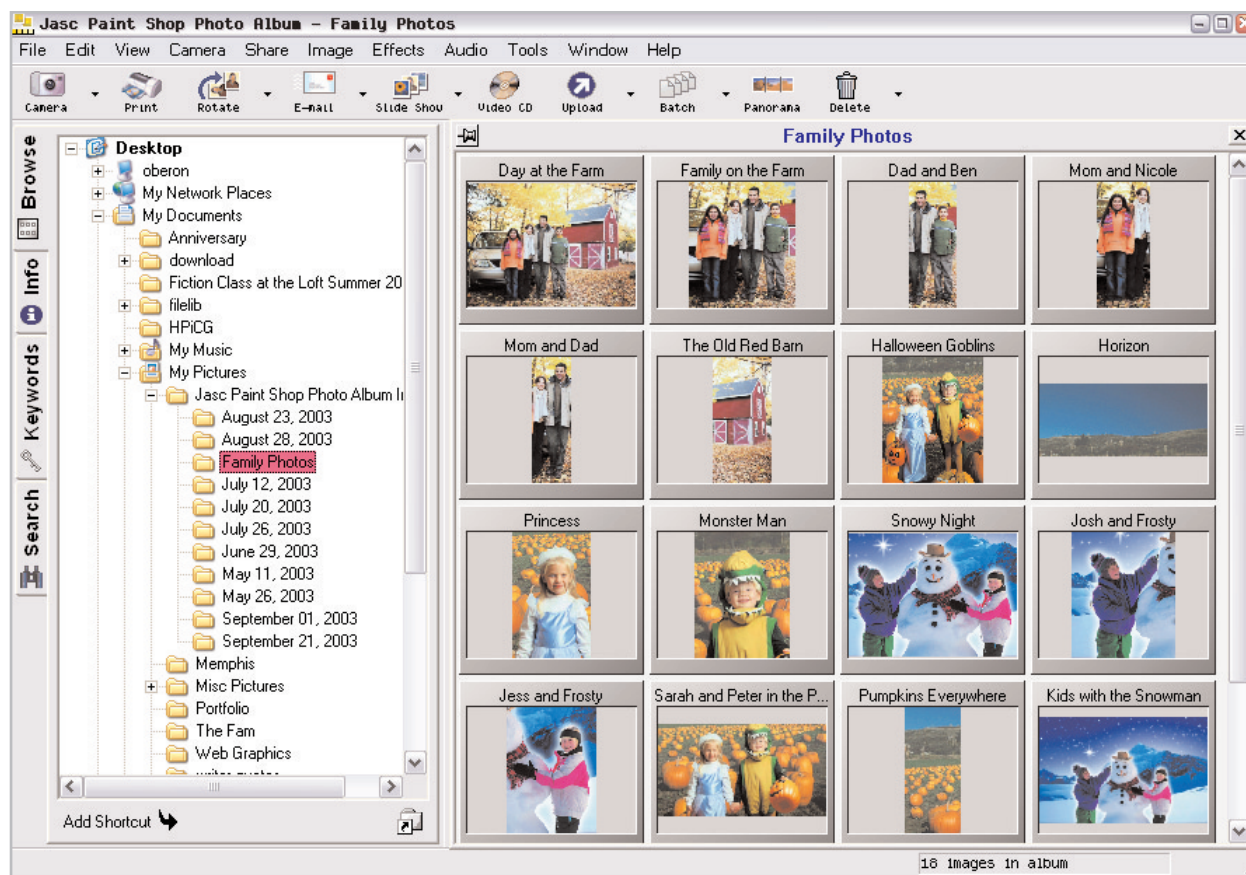 Jasc Paint Shop Photo Album - Family Photos
File Edit View Camera Share Image Effects Audio Tools Window Help
Camera Print Rotate E-mail Slide Show Video CD Upload Batch Panorama Delete
Browse
Info
Keywords
Search
Desktop
oberon
My Network Places
My Documents
Anniversary
download
Fiction Class at the Loft Summer 20
filelib
HPiCG
My Music
My Pictures
Jasc Paint Shop Photo Album
August 23, 2003
August 28, 2003
Family Photos
July 12, 2003
July 20, 2003
July 26, 2003
June 29, 2003
May 11, 2003
May 26, 2003
September 01, 2003
September 21, 2003
Memphis
Misc Pictures
Portfolio
The Fam
Web Graphics
Add Shortcut
Family Photos
Day at the Farm Family on the Farm Dad and Ben Mom and Nicole
Mom and Dad The Old Red Barn Halloween Goblins Horizon
Princess Monster Man Snowy Night Josh and Frosty
Jess and Frosty Sarah and Peter in the P... Pumpkins Everywhere Kids with the Snowman
18 images in album